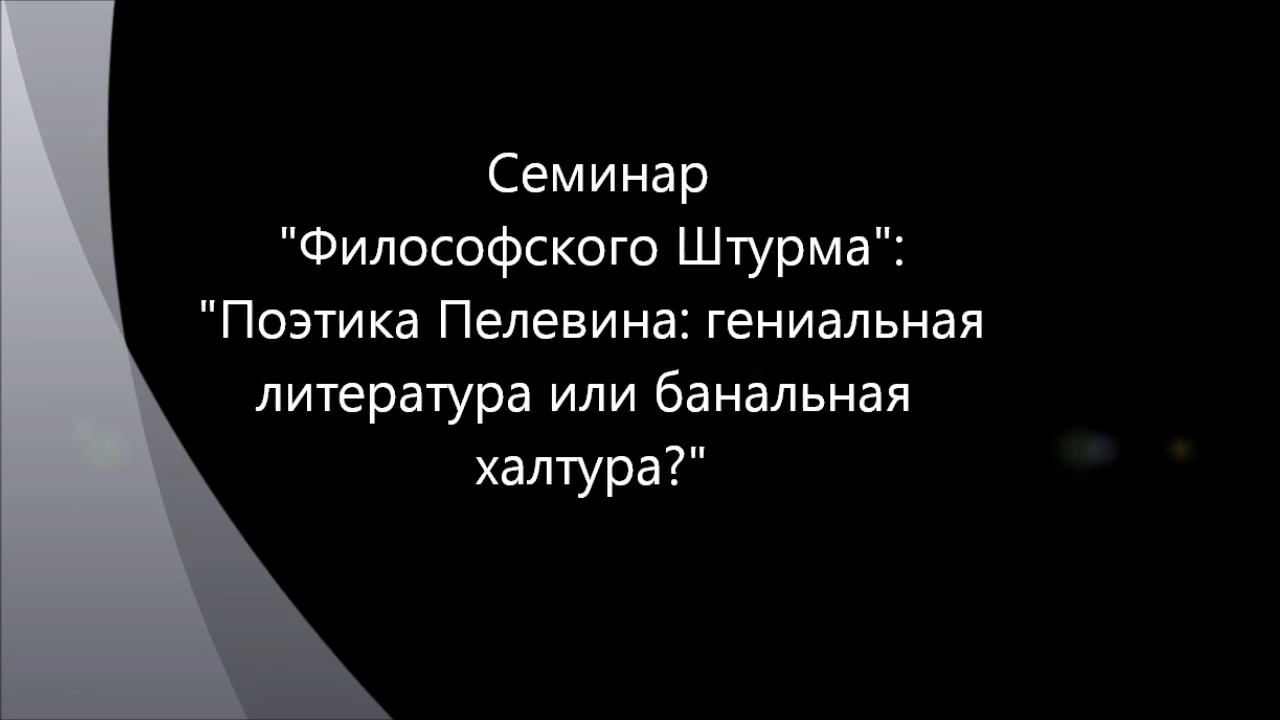 Семинар
"Философского Штурма":
"Поэтика Пелевина: гениальная
литература или банальная
халтура?"